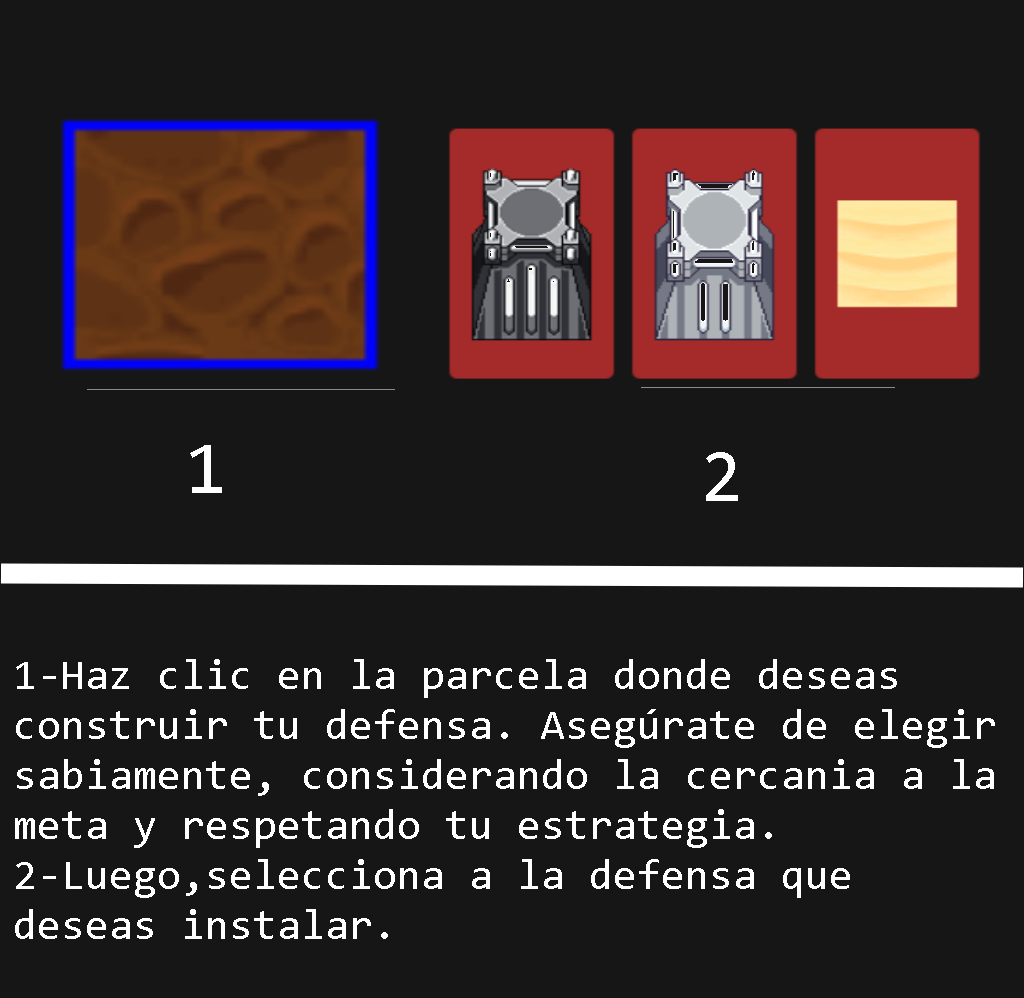 1
2
1-Haz clic en la parcela donde deseas
construir tu defensa. Asegúrate de elegir
sabiamente, considerando la cercania a la
meta y respetando tu estrategia.
2-Luego,selecciona a la defensa que
deseas instalar.